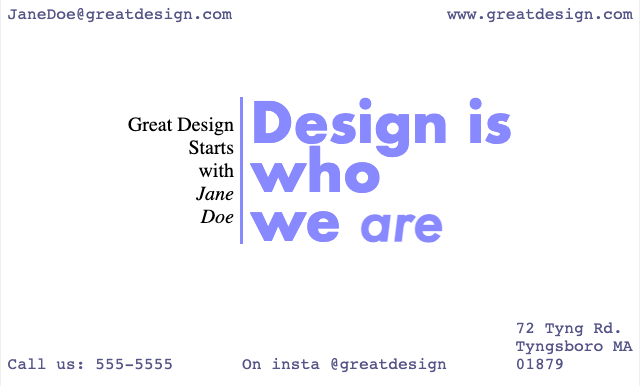 JaneDoe@greatdesign.com
www.greatdesign.com
Great Design
Starts
with
Jane
Doe
Design is
who
we are
Call us: 555-5555
On insta @greatdesign
72 Tyng Rd.
Tyngsboro MA
01879